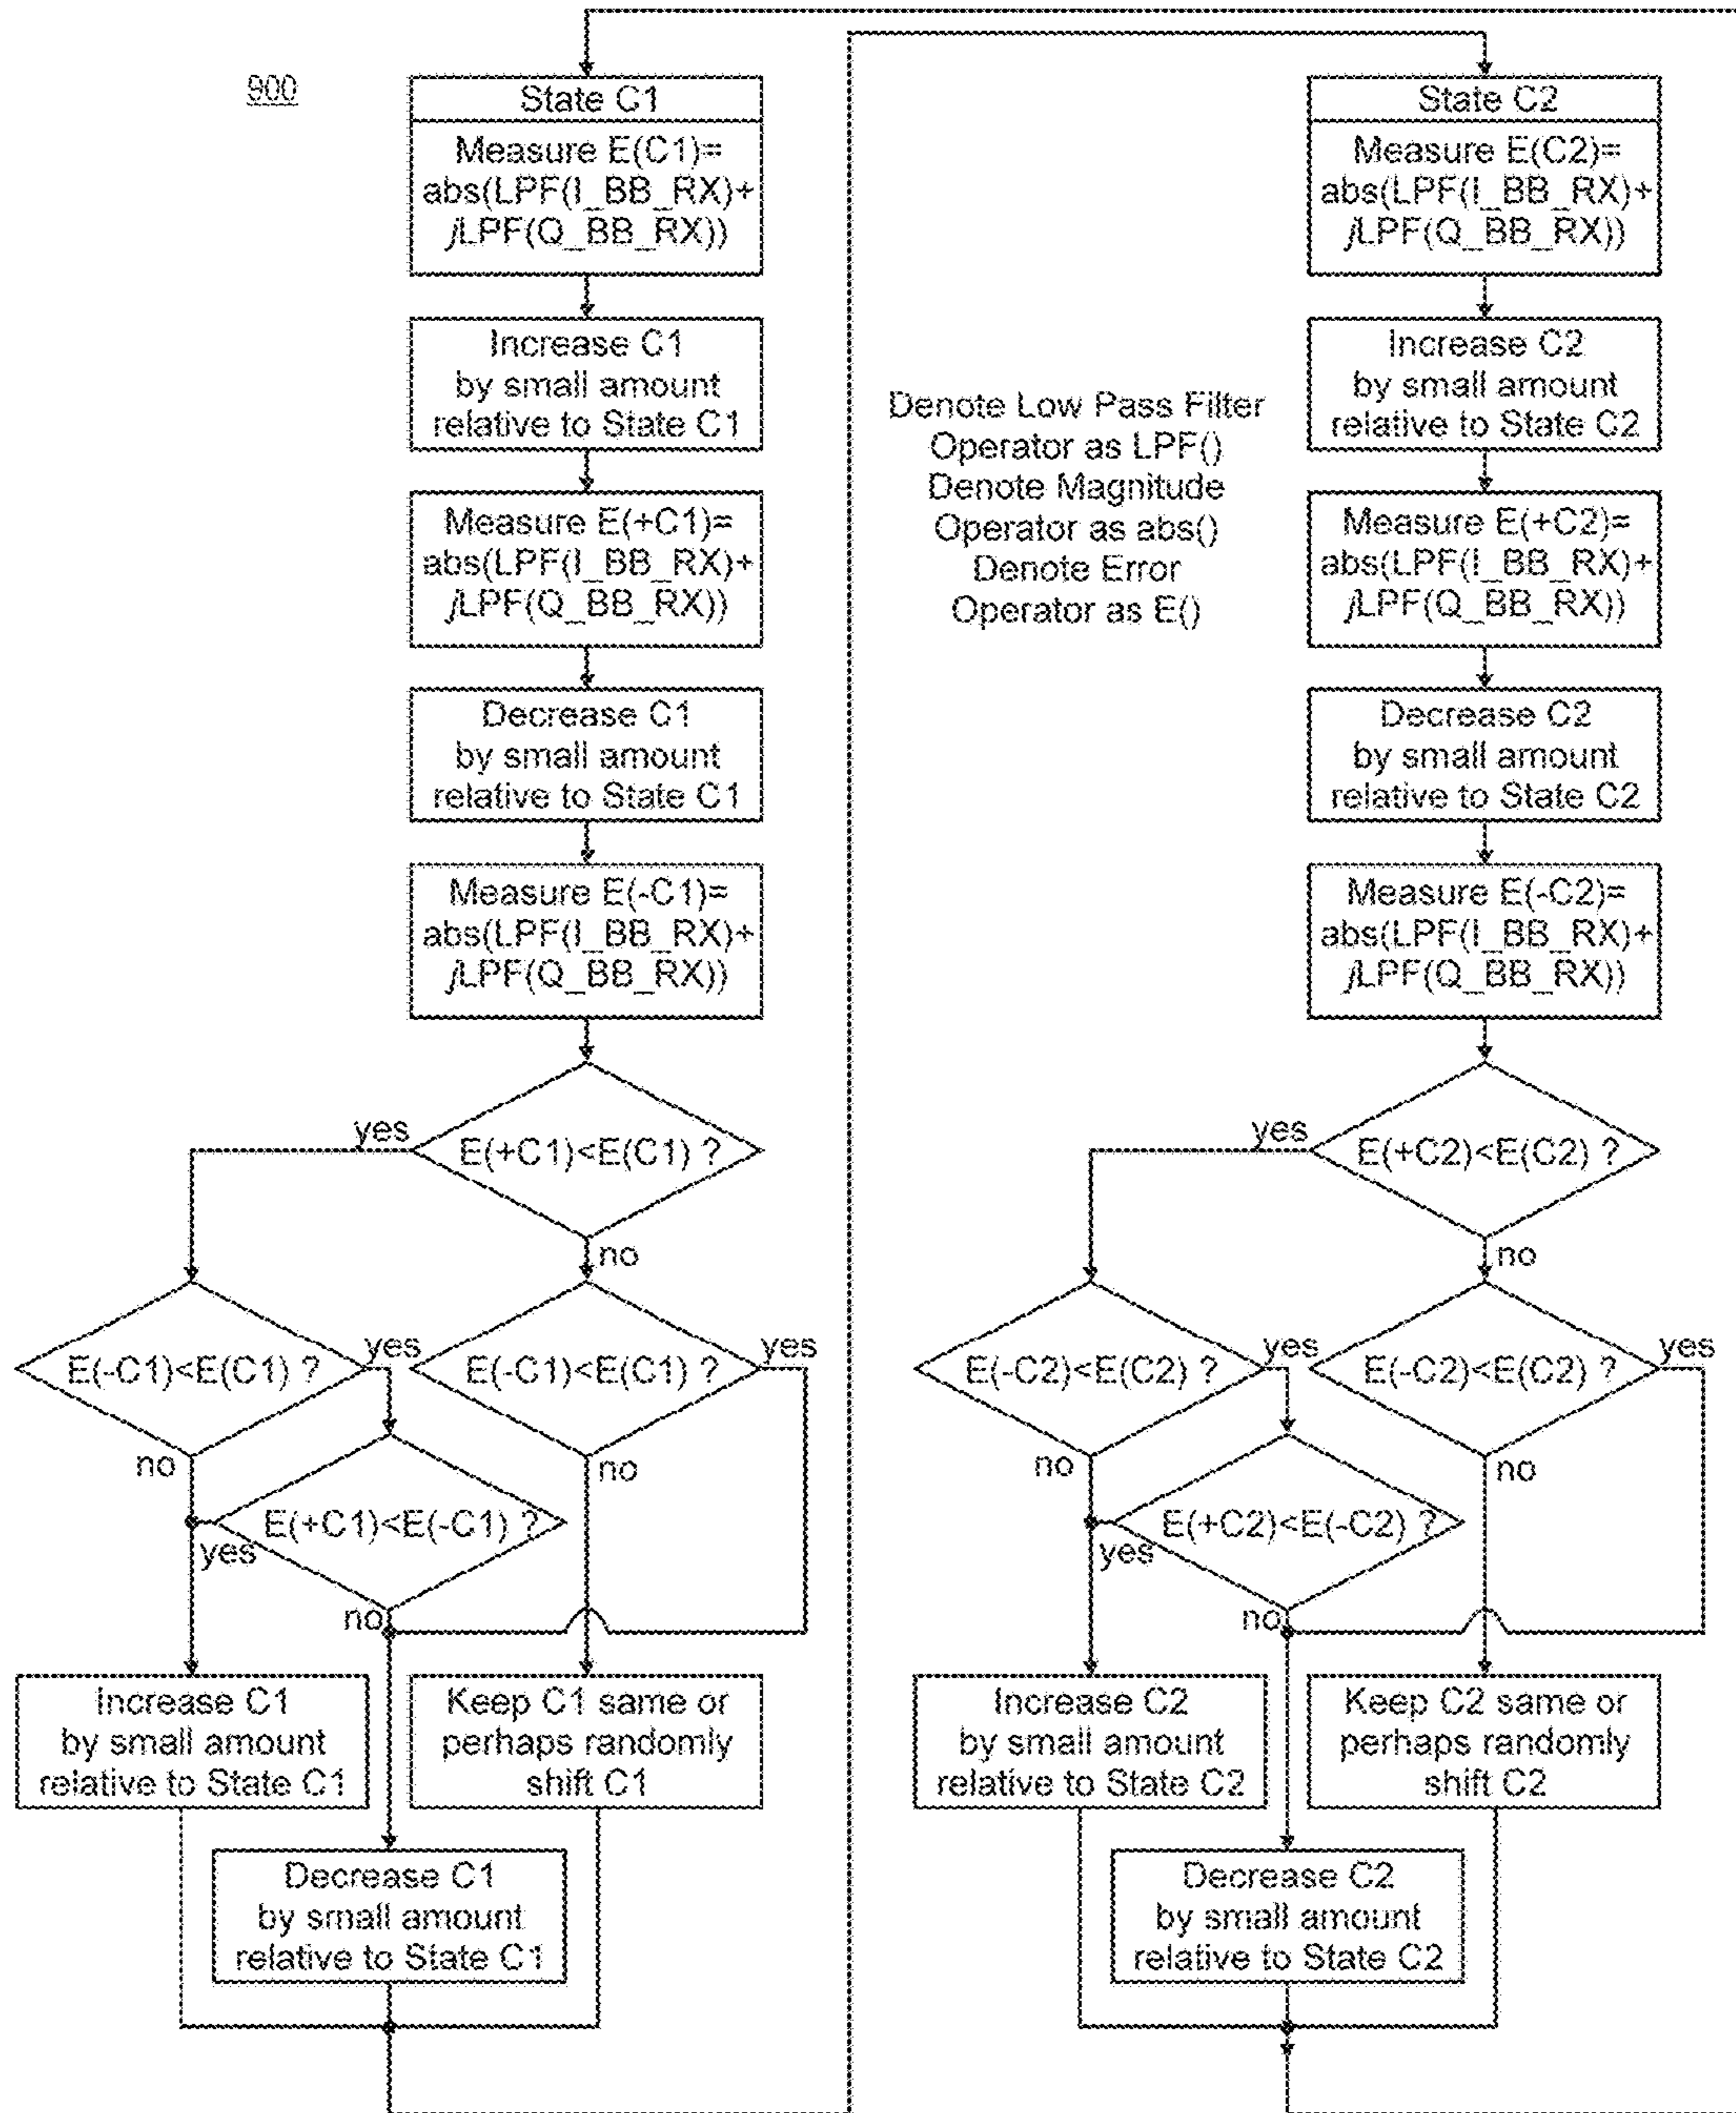 900
State C1
Measure E(C1)=
abs(LPF(I_BB_RX)+
jLPF(Q_BB_RX))
Increase C1
by small amount
relative to State C1
Measure E(+C1)=
abs(LPF(I_BB_RX)+
jLPF(Q_BB_RX))
Decrease C1
by small amount
relative to State C1
Measure E(-C1)=
abs(LPF(I_BB_RX)+
jLPF(Q_BB_RX))
E(+C1)<E(C1) ?
yes
no
E(-C1)<E(C1) ?
yes
no
E(-C1)<E(C1) ?
yes
no
E(+C1)<E(-C1) ?
yes
no
Increase C1
by small amount
relative to State C1
Keep C1 same or
perhaps randomly
shift C1
Decrease C1
by small amount
relative to State C1
Denote Low Pass Filter
Operator as LPF()
Denote Magnitude
Operator as abs()
Denote Error
Operator as E()
State C2
Measure E(C2)=
abs(LPF(I_BB_RX)+
jLPF(Q_BB_RX))
Increase C2
by small amount
relative to State C2
Measure E(+C2)=
abs(LPF(I_BB_RX)+
jLPF(Q_BB_RX))
Decrease C2
by small amount
relative to State C2
Measure E(-C2)=
abs(LPF(I_BB_RX)+
jLPF(Q_BB_RX))
E(+C2)<E(C2) ?
yes
no
E(-C2)<E(C2) ?
yes
no
E(-C2)<E(C2) ?
yes
no
E(+C2)<E(-C2) ?
yes
no
Increase C2
by small amount
relative to State C2
Keep C2 same or
perhaps randomly
shift C2
Decrease C2
by small amount
relative to State C2